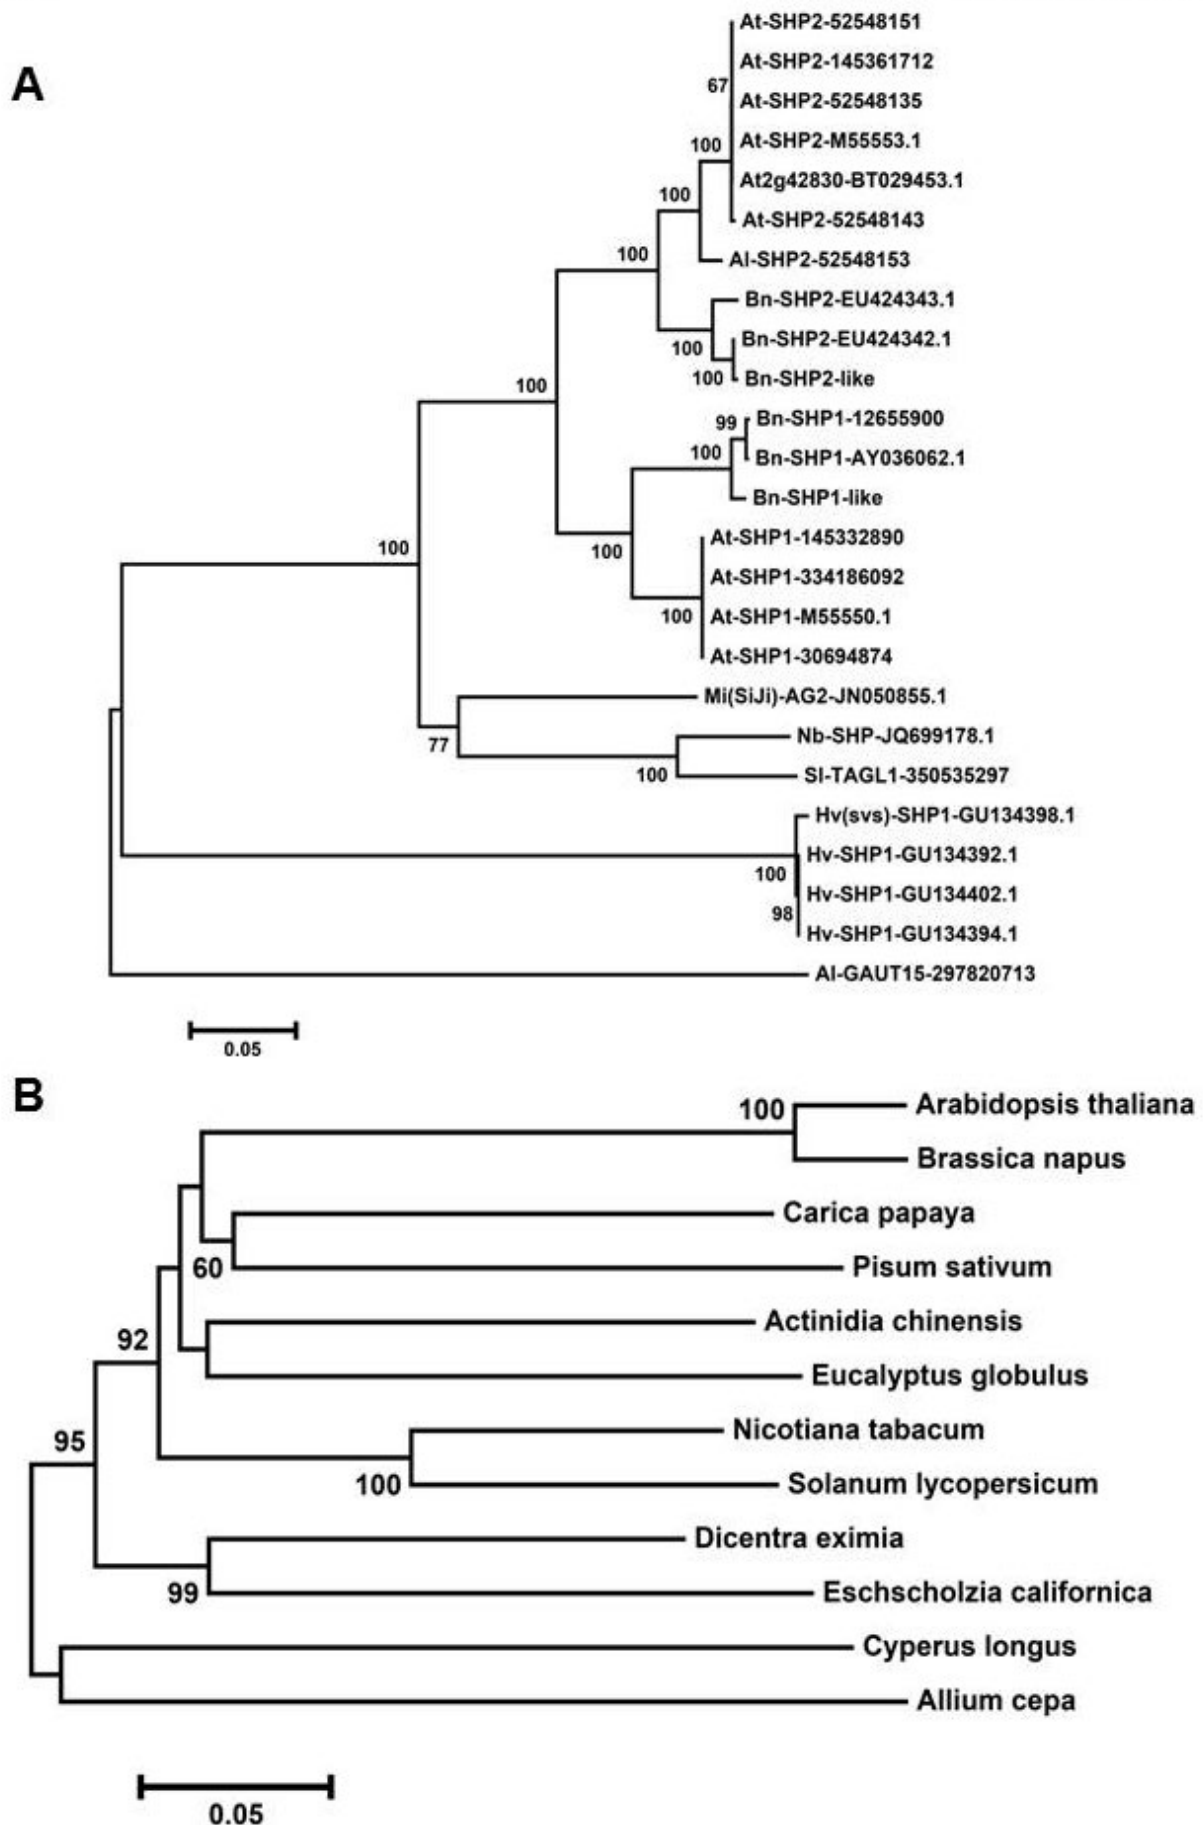 A
At-SHP2-52548151
At-SHP2-145361712
67
At-SHP2-52548135
At-SHP2-M55553.1
100
At2g42830-BT029453.1
100
At-SHP2-52548143
100
Al-SHP2-52548153
Bn-SHP2-EU424343.1
Bn-SHP2-EU424342.1
100
Bn-SHP2-like
100
100
Bn-SHP1-12655900
99
Bn-SHP1-AY036062.1
100
Bn-SHP1-like
At-SHP1-145332890
100
100
At-SHP1-334186092
At-SHP1-M55550.1
100
At-SHP1-30694874
Mi(SiJi)-AG2-JN050855.1
Nb-SHP-JQ699178.1
77
Sl-TAGL1-350535297
100
Hv(svs)-SHP1-GU134398.1
Hv-SHP1-GU134392.1
100
Hv-SHP1-GU134402.1
98
Hv-SHP1-GU134394.1
Al-GAUT15-297820713
0.05
B
100
Arabidopsis thaliana
Brassica napus
Carica papaya
60
Pisum sativum
Actinidia chinensis
92
Eucalyptus globulus
Nicotiana tabacum
95
100
Solanum lycopersicum
Dicentra eximia
99
Eschscholzia californica
Cyperus longus
Allium cepa
0.05